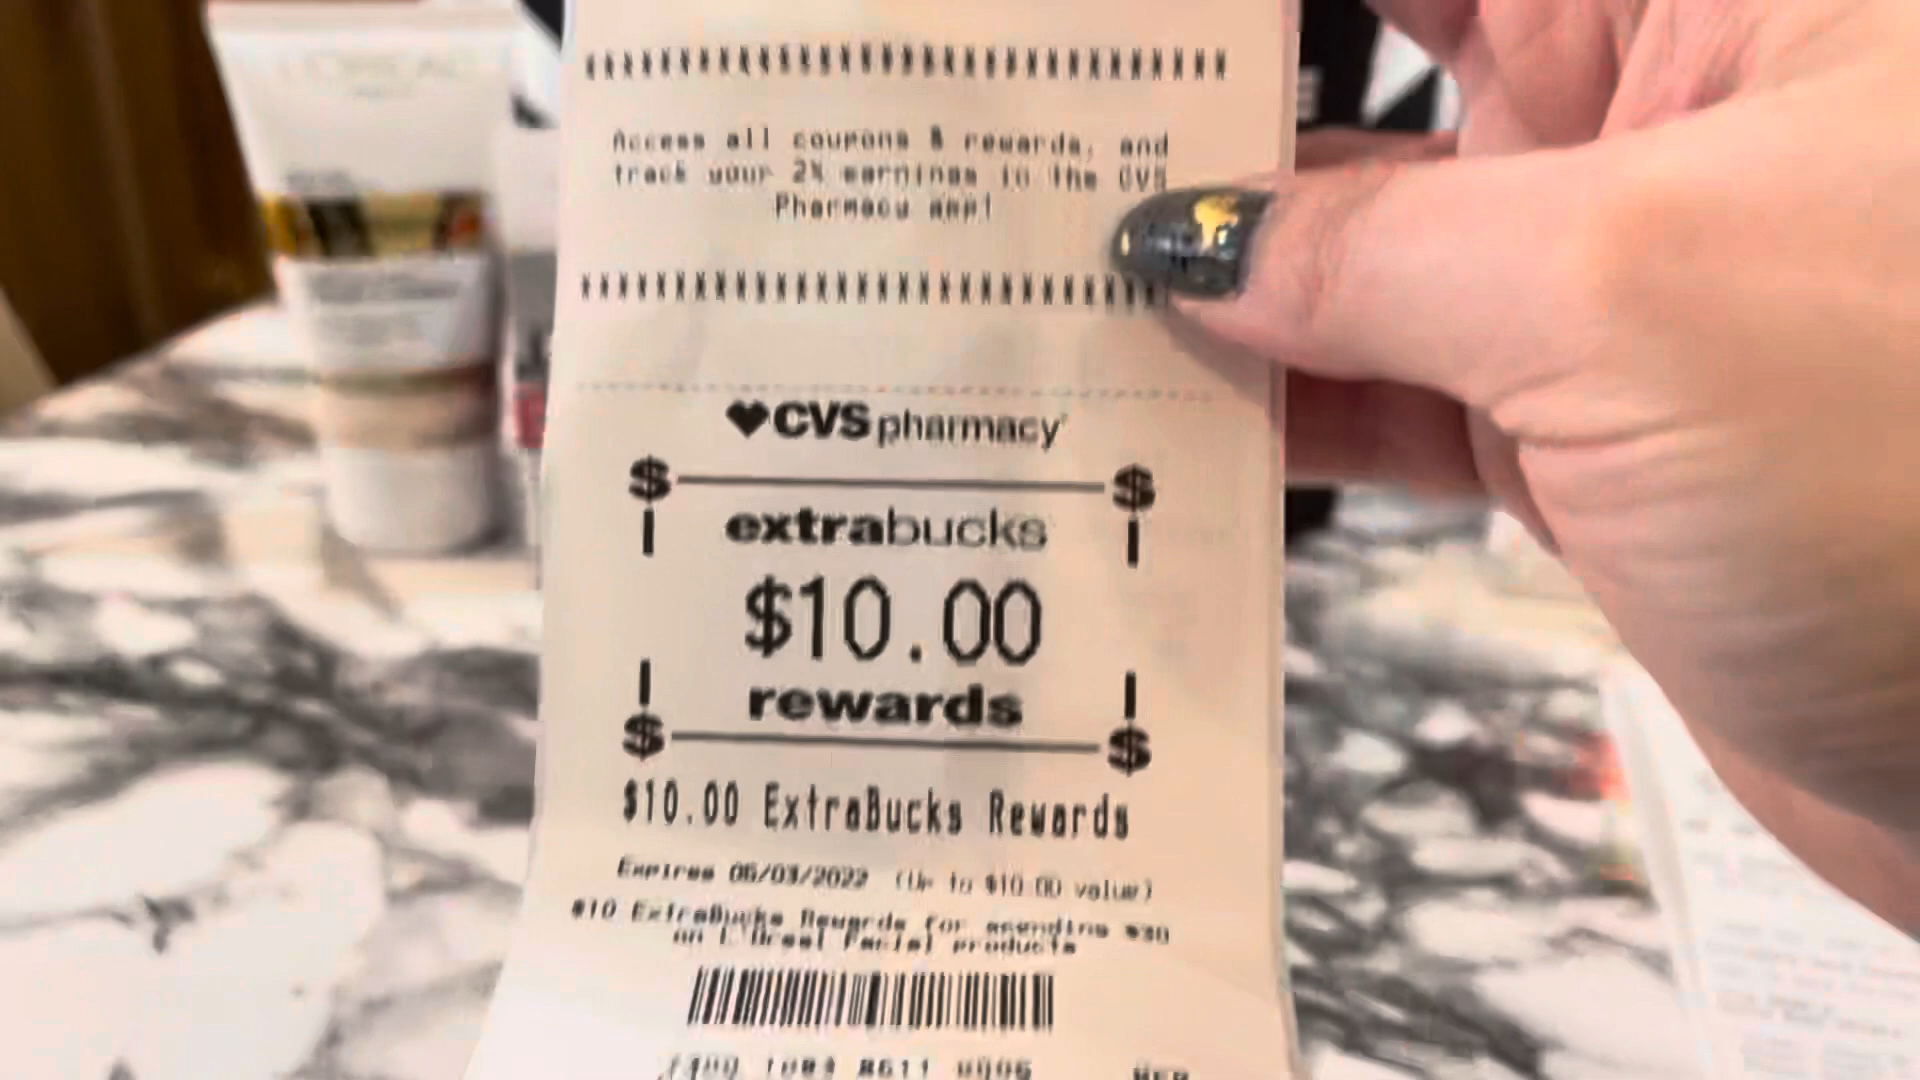 Access all coupons & rewards, and
track your 2% earnings in the CVS
Pharmacy app!
CVS pharmacy
extrabucks
$10.00
rewards
$10.00 ExtraBucks Rewards
Expires 05/03/2022 (Up to $10.00 value)
$10 ExtraBucks Rewards for spending $30
on L'Oreal Facial products